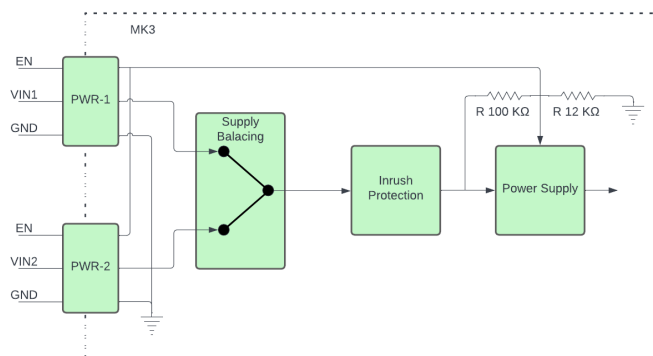 MK3
EN
VIN1
GND
PWR-1
Supply
Balacing
R 100 KΩ
R 12 KΩ
Inrush
Protection
Power Supply
EN
VIN2
GND
PWR-2